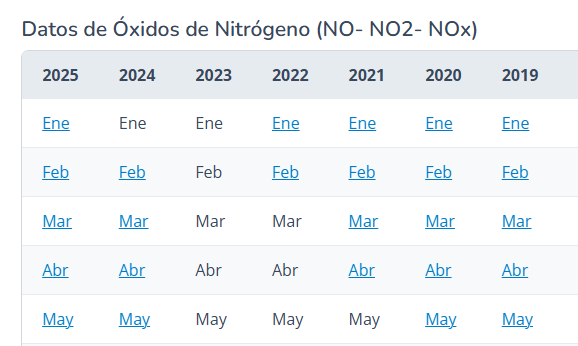 Datos de Óxidos de Nitrógeno (NO- NO2- NOx)
2025 2024 2023 2022 2021 2020 2019
Ene Ene Ene Ene Ene Ene Ene
Feb Feb Feb Feb Feb Feb Feb
Mar Mar Mar Mar Mar Mar Mar
Abr Abr Abr Abr Abr Abr Abr
May May May May May May May